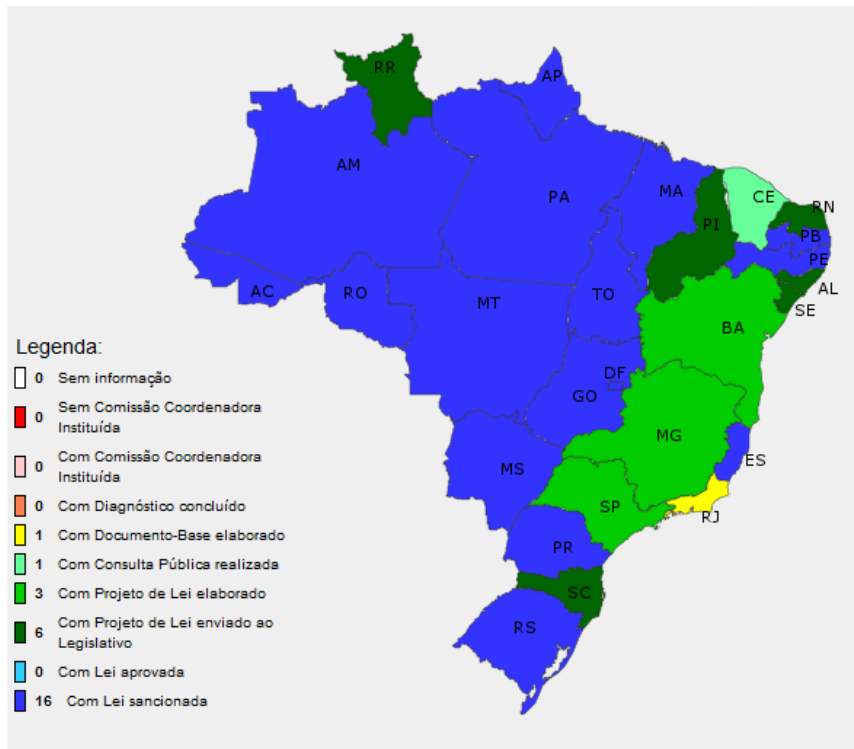 RR
AP
AM
PA
MA
CE
RN
PI
PB
PE
AC
RO
MT
TO
AL
SE
BA
DF
GO
MG
ES
MS
SP
RJ
PR
SC
RS
Legenda:
0 Sem informação
0 Sem Comissão Coordenadora
Instituída
0 Com Comissão Coordenadora
Instituída
0 Com Diagnóstico concluído
1 Com Documento-Base elaborado
1 Com Consulta Pública realizada
3 Com Projeto de Lei elaborado
6 Com Projeto de Lei enviado ao
Legislativo
0 Com Lei aprovada
16 Com Lei sancionada